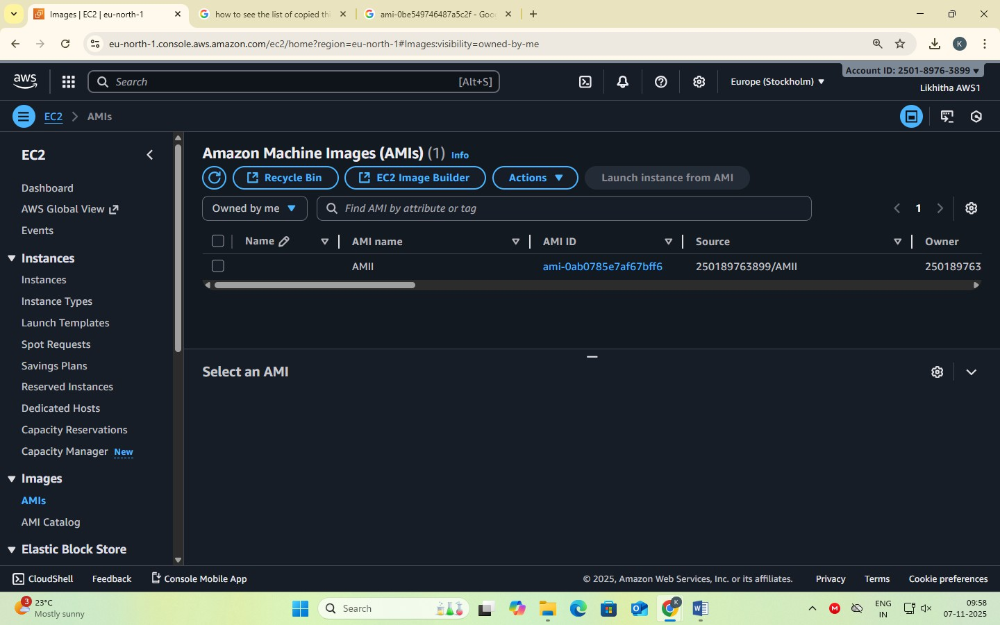 Images | EC2 | eu-north-1
how to see the list of copied th
ami-0be549746487a5c2f - Goo
eu-north-1.console.aws.amazon.com/ec2/home?region=eu-north-1#Images:visibility=owned-by-me
K
aws
Search
[Alt+S]
Europe (Stockholm)
Account ID: 2501-8976-3899
Likhitha AWS1
EC2
AMIs
EC2
Dashboard
AWS Global View
Events
Instances
Instances
Instance Types
Launch Templates
Spot Requests
Savings Plans
Reserved Instances
Dedicated Hosts
Capacity Reservations
Capacity Manager New
Images
AMIs
AMI Catalog
Elastic Block Store
Amazon Machine Images (AMIs) (1) Info
Recycle Bin
EC2 Image Builder
Actions
Launch instance from AMI
Owned by me
Find AMI by attribute or tag
1
Name
AMI name
AMI ID
Source
Owner
AMII
ami-0ab0785e7af67bff6
250189763899/AMII
250189763
Select an AMI
CloudShell
Feedback
Console Mobile App
© 2025, Amazon Web Services, Inc. or its affiliates.
Privacy
Terms
Cookie preferences
3
23°C
Mostly sunny
Search
K
W
M
ENG
IN
09:58
07-11-2025